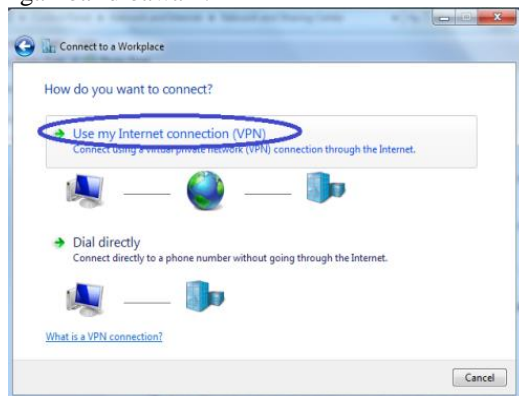 Connect to a Workplace
How do you want to connect?
Use my Internet connection (VPN)
Connect using a virtual private network (VPN) connection through the Internet.
Dial directly
Connect directly to a phone number without going through the Internet.
What is a VPN connection?
Cancel